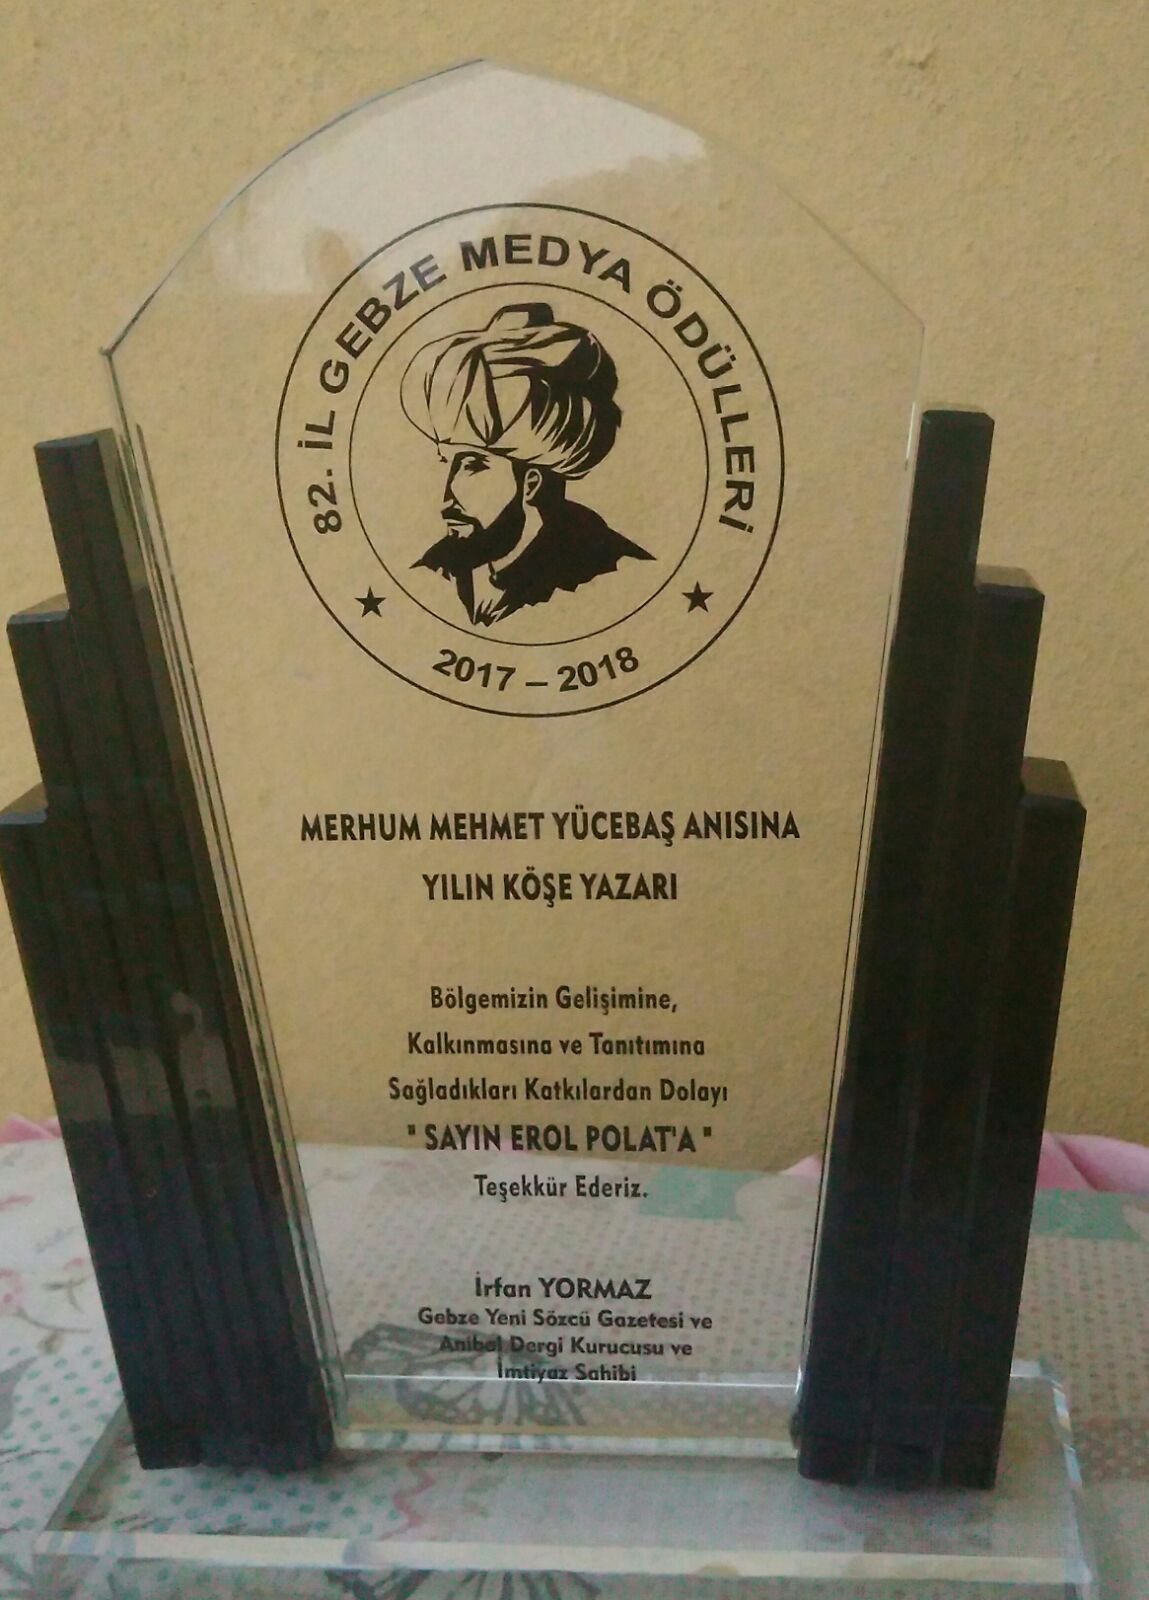 82. İL GEBZE MEDYA ÖDÜLLERİ
2017 – 2018
MERHUM MEHMET YÜCEBAŞ ANISINA
YILIN KÖŞE YAZARI
Bölgemizin Gelişimine,
Kalkınmasına ve Tanıtımına
Sağladıkları Katkılardan Dolayı
" SAYIN EROL POLAT'A "
Teşekkür Ederiz.
İrfan YORMAZ
Gebze Yeni Sözcü Gazetesi ve
Anibal Dergi Kurucusu ve
İmtiyaz Sahibi